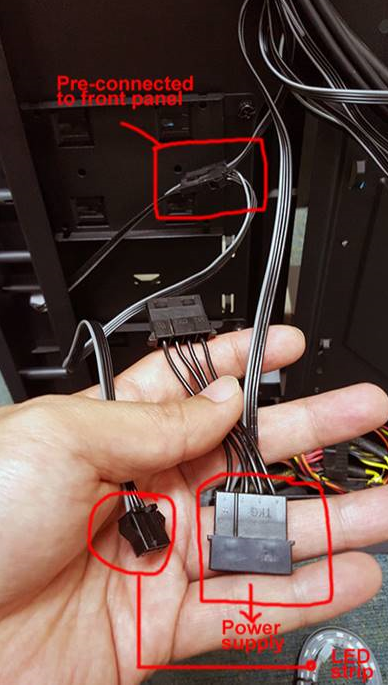 Pre-connected
to front panel
Power
supply
LED
strip